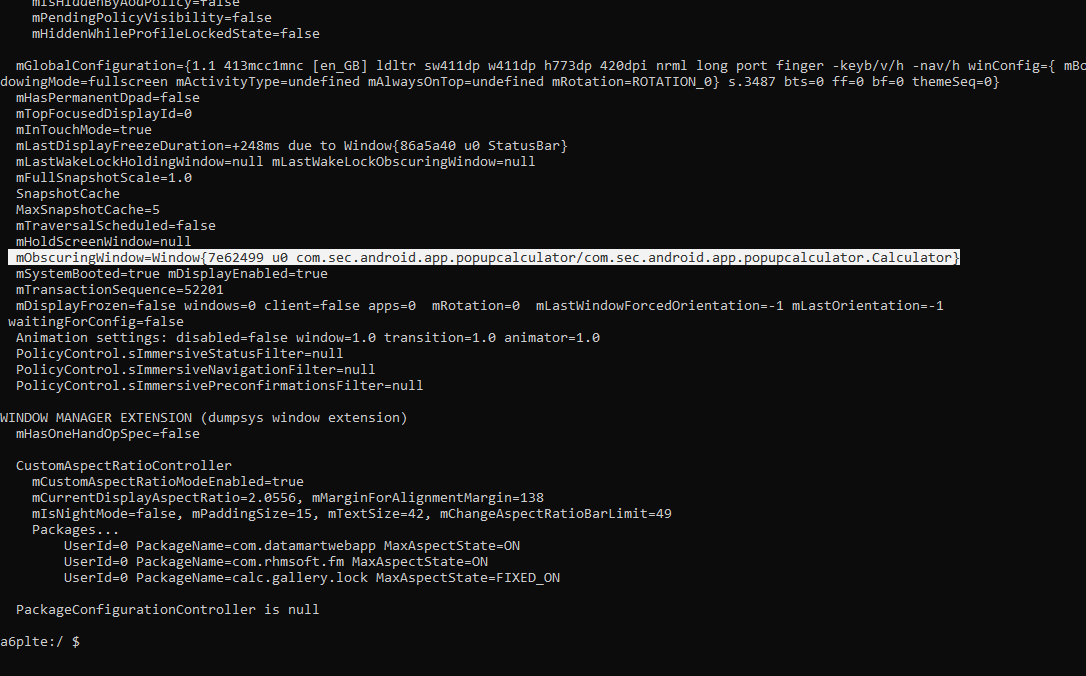 mIsHiddenByAodPolicy=false
mPendingPolicyVisibility=false
mHiddenWhileProfileLockedState=false
mGlobalConfiguration={1.1 413mcc1mnc [en_GB] ldltr sw411dp w411dp h773dp 420dpi nrml long port finger -keyb/v/h -nav/h winConfig={ mBo
dowingMode=fullscreen mActivityType=undefined mAlwaysOnTop=undefined mRotation=ROTATION_0} s.3487 bts=0 ff=0 bf=0 themeSeq=0}
mHasPermanentDpad=false
mTopFocusedDisplayId=0
mInTouchMode=true
mLastDisplayFreezeDuration=+248ms due to Window{86a5a40 u0 StatusBar}
mLastWakeLockHoldingWindow=null mLastWakeLockObscuringWindow=null
mFullSnapshotScale=1.0
SnapshotCache
MaxSnapshotCache=5
mTraversalScheduled=false
mHoldScreenWindow=null
mObscuringWindow=Window{7e62499 u0 com.sec.android.app.popupcalculator/com.sec.android.app.popupcalculator.Calculator}
mSystemBooted=true mDisplayEnabled=true
mTransactionSequence=52201
mDisplayFrozen=false windows=0 client=false apps=0  mRotation=0  mLastWindowForcedOrientation=-1 mLastOrientation=-1
waitingForConfig=false
Animation settings: disabled=false window=1.0 transition=1.0 animator=1.0
PolicyControl.sImmersiveStatusFilter=null
PolicyControl.sImmersiveNavigationFilter=null
PolicyControl.sImmersivePreconfirmationsFilter=null
WINDOW MANAGER EXTENSION (dumpsys window extension)
mHasOneHandOpSpec=false
CustomAspectRatioController
mCustomAspectRatioModeEnabled=true
mCurrentDisplayAspectRatio=2.0556, mMarginForAlignmentMargin=138
mIsNightMode=false, mPaddingSize=15, mTextSize=42, mChangeAspectRatioBarLimit=49
Packages...
UserId=0 PackageName=com.datamartwebapp MaxAspectState=ON
UserId=0 PackageName=com.rhmsoft.fm MaxAspectState=ON
UserId=0 PackageName=calc.gallery.lock MaxAspectState=FIXED_ON
PackageConfigurationController is null
a6plte:/ $